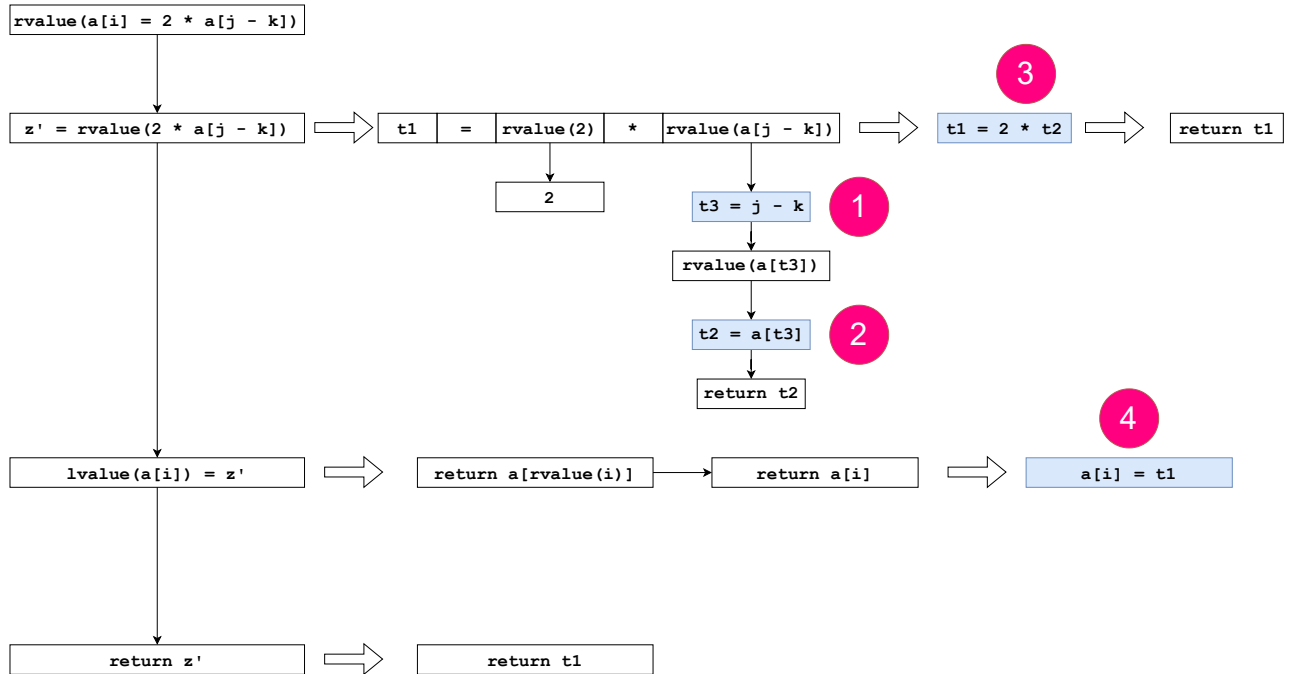 rvalue(a[i] = 2 * a[j - k])
3
z' = rvalue(2 * a[j - k])
t1 = rvalue(2) * rvalue(a[j - k])
t1 = 2 * t2
return t1
2
t3 = j - k
1
rvalue(a[t3])
t2 = a[t3]
2
return t2
4
lvalue(a[i]) = z'
return a[rvalue(i)]
return a[i]
a[i] = t1
return z'
return t1